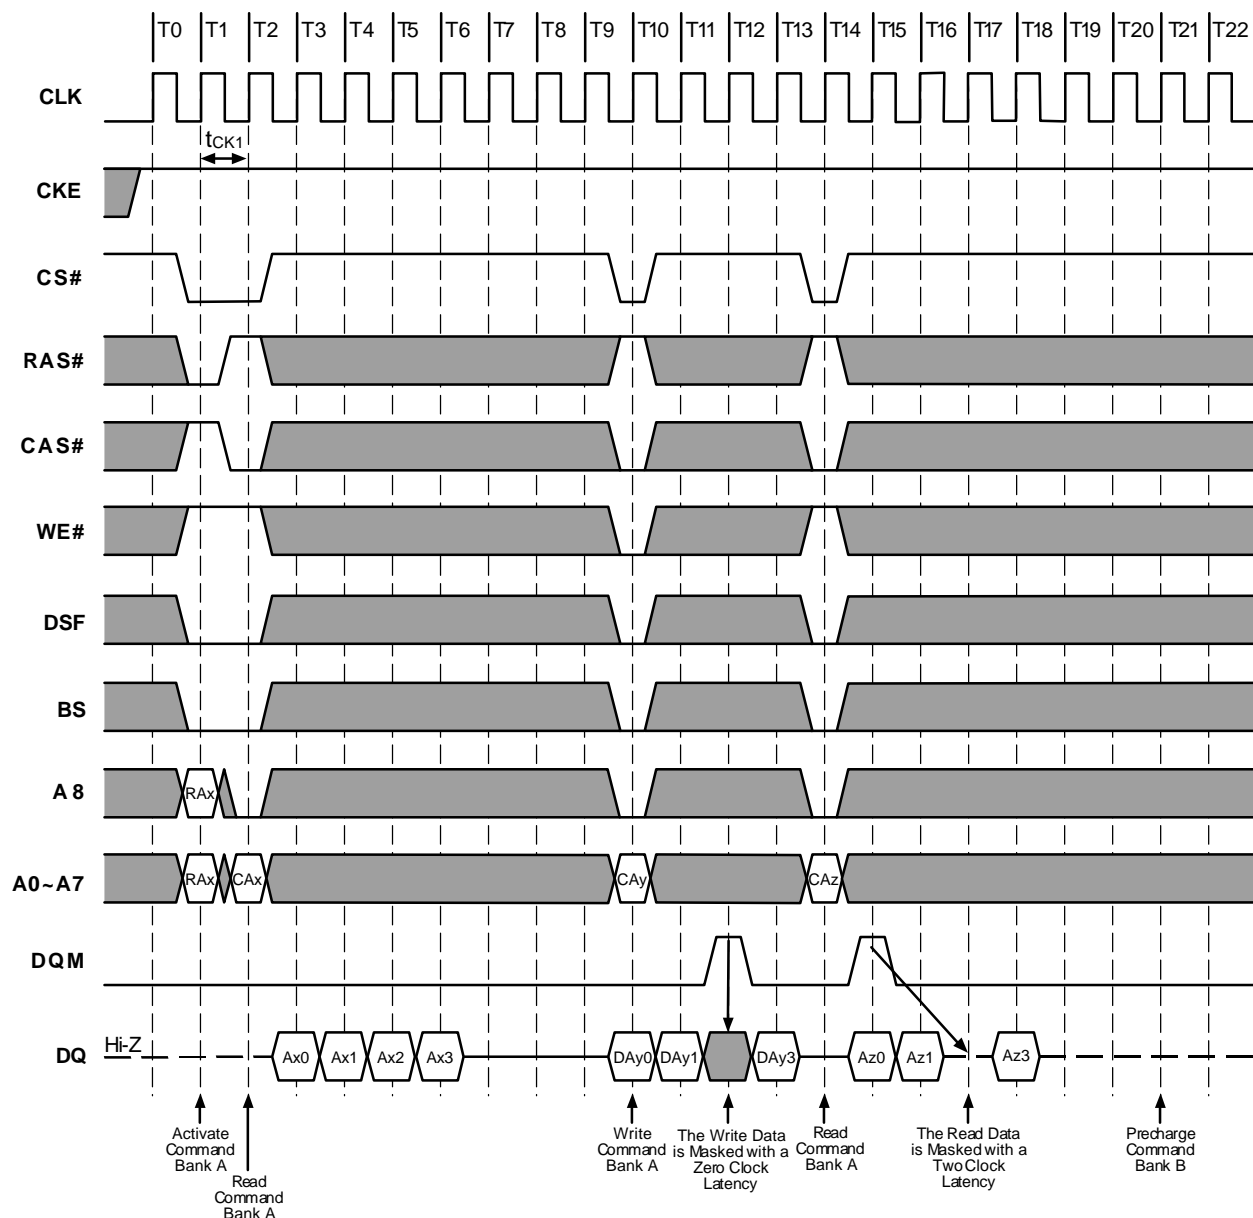 T0 T1 T2 T3 T4 T5 T6 T7 T8 T9 T10 T11 T12 T13 T14 T15 T16 T17 T18 T19 T20 T21 T22
CLK
tCK1
CKE
CS#
RAS#
CAS#
WE#
DSF
BS
A8 RAx
A0~A7 RAx CAx CAy CAz
DQM
DQ Hi-Z Ax0 Ax1 Ax2 Ax3 DAy0 DAy1 DAy3 Az0 Az1 Az3
Activate
Command
Bank A
Read
Command
Bank A
Write
Command
Bank A
The Write Data
is Masked with a
Zero Clock
Latency
Read
Command
Bank A
The Read Data
is Masked with a
Two Clock
Latency
Precharge
Command
Bank B